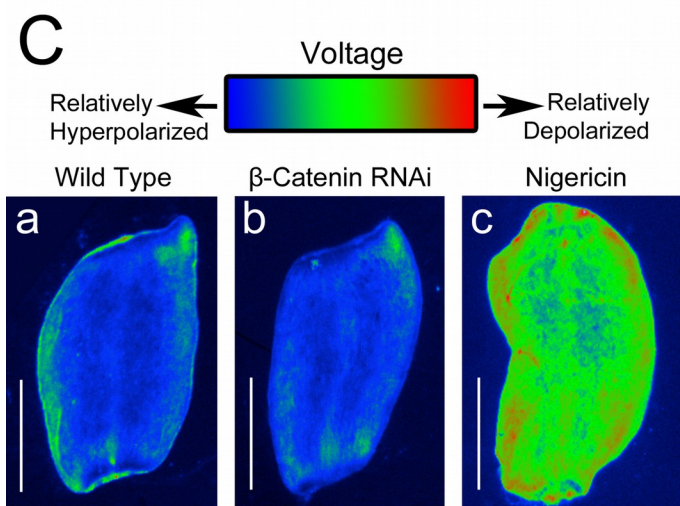 C
Voltage
Relatively
Hyperpolarized
Relatively
Depolarized
Wild Type
β-Catenin RNAi
Nigericin
a
b
c